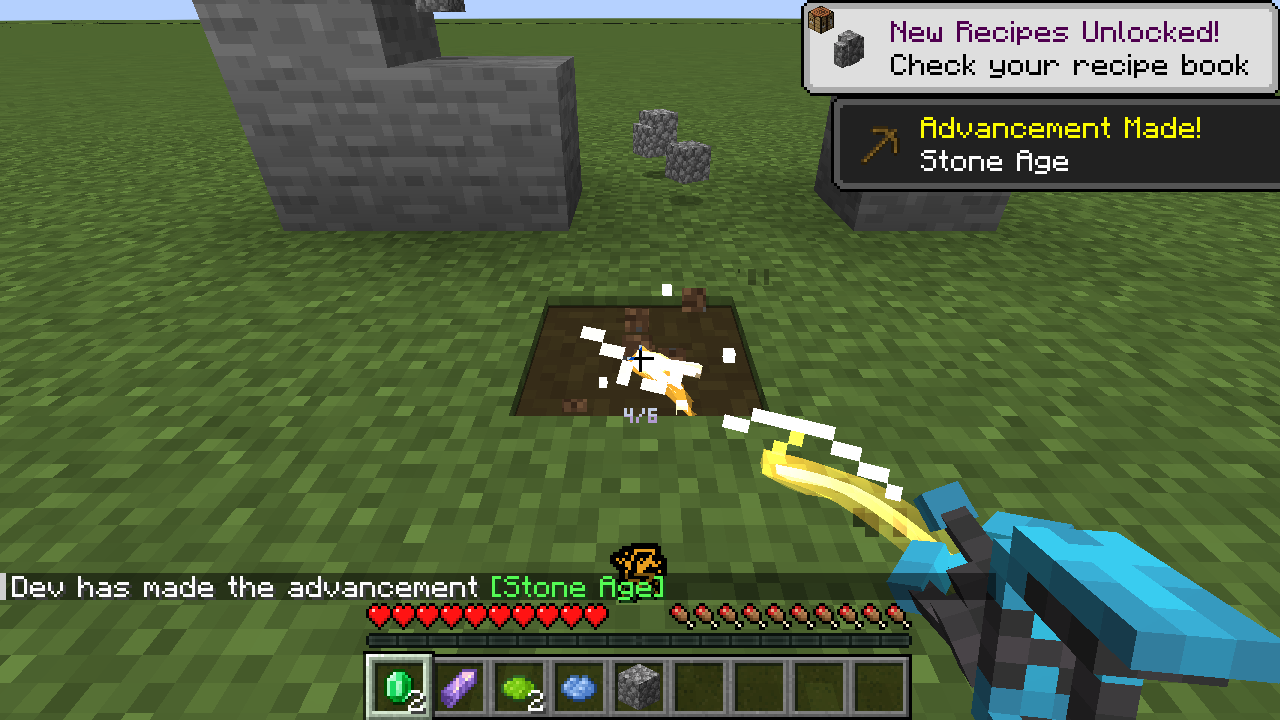 New Recipes Unlocked!
Check your recipe book
Advancement Made!
Stone Age
4/6
Dev has made the advancement [Stone Age]
2
2